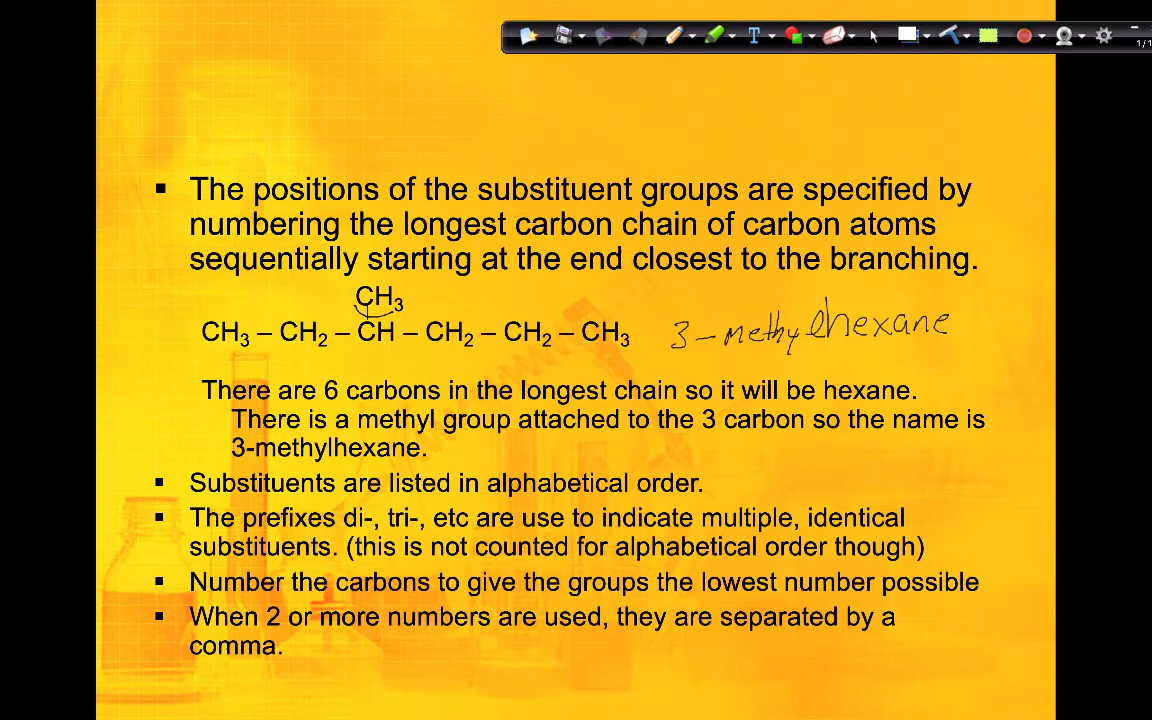 1/1
▪ The positions of the substituent groups are specified by
numbering the longest carbon chain of carbon atoms
sequentially starting at the end closest to the branching.
CH₃
CH₃ – CH₂ – CH – CH₂ – CH₂ – CH₃ 3-methylhexane
There are 6 carbons in the longest chain so it will be hexane.
There is a methyl group attached to the 3 carbon so the name is
3-methylhexane.
▪ Substituents are listed in alphabetical order.
▪ The prefixes di-, tri-, etc are use to indicate multiple, identical
substituents. (this is not counted for alphabetical order though)
▪ Number the carbons to give the groups the lowest number possible
▪ When 2 or more numbers are used, they are separated by a
comma.